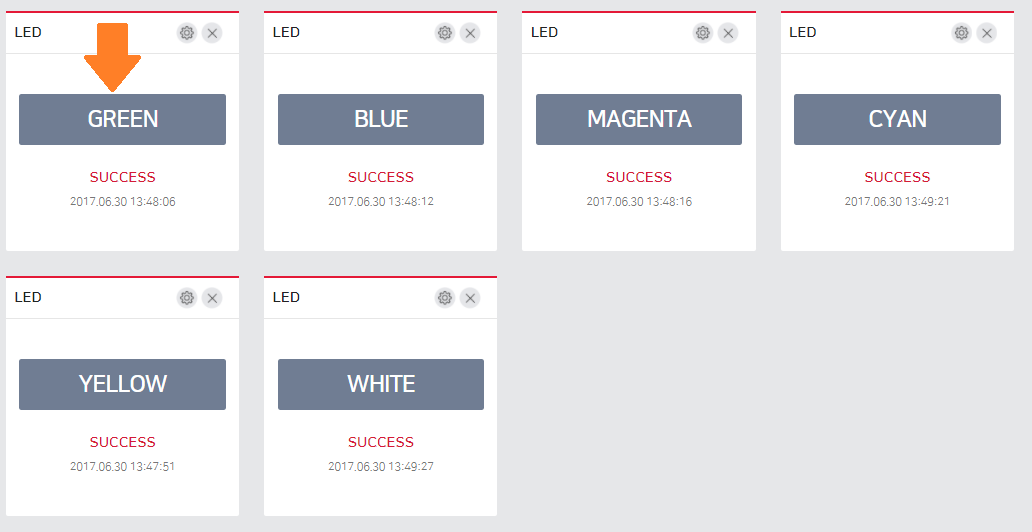 LED
GREEN
SUCCESS
2017.06.30 13:48:06
LED
BLUE
SUCCESS
2017.06.30 13:48:12
LED
MAGENTA
SUCCESS
2017.06.30 13:48:16
LED
CYAN
SUCCESS
2017.06.30 13:49:21
LED
YELLOW
SUCCESS
2017.06.30 13:47:51
LED
WHITE
SUCCESS
2017.06.30 13:49:27